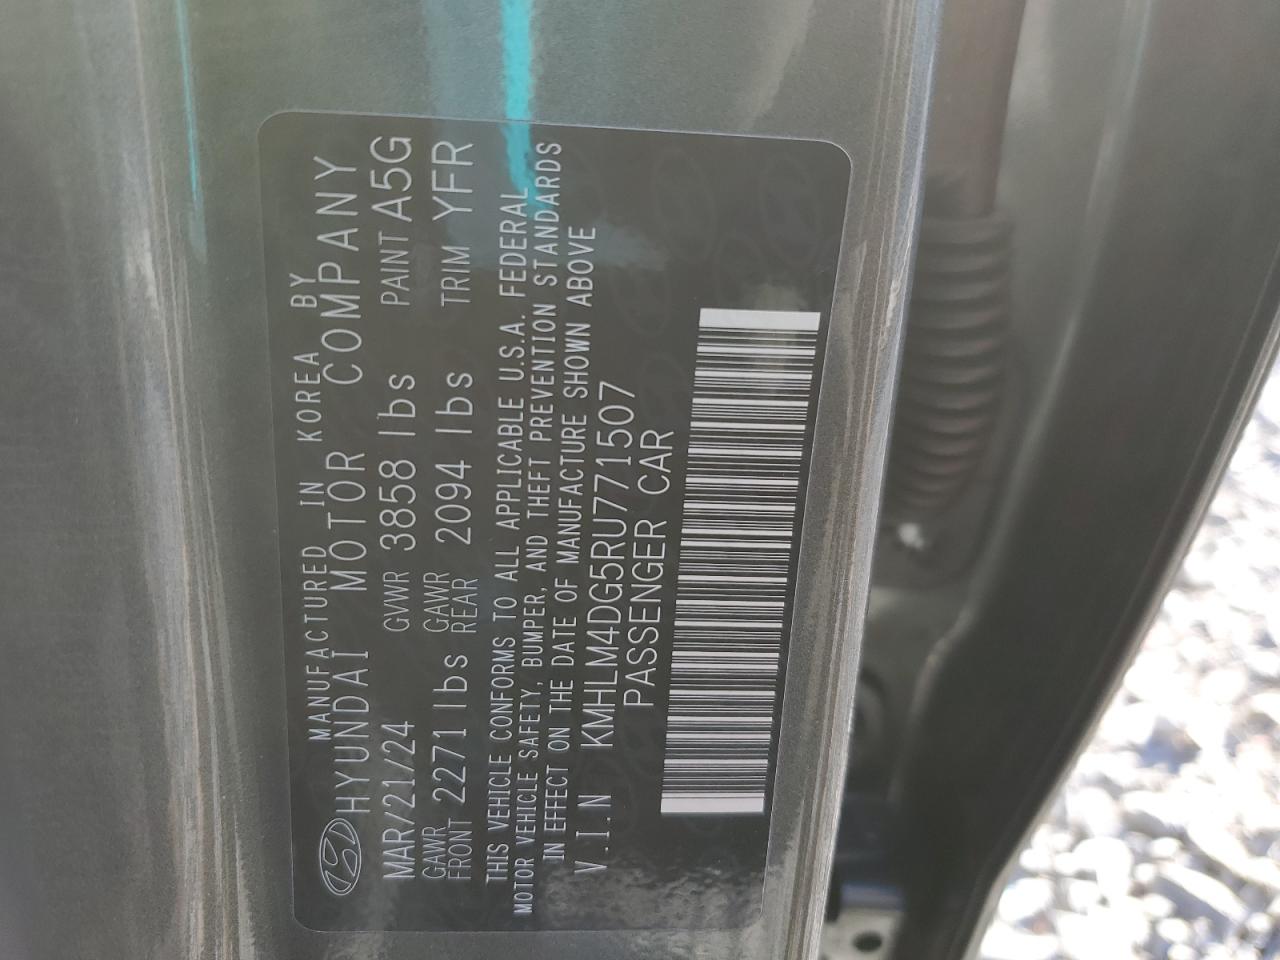 MANUFACTURED IN KOREA BY
HYUNDAI MOTOR COMPANY
MAR/21/24 GVWR 3858 lbs PAINT A5G
GAWR FRONT 2271 lbs GAWR REAR 2094 lbs TRIM YFR
THIS VEHICLE CONFORMS TO ALL APPLICABLE U.S.A. FEDERAL
MOTOR VEHICLE SAFETY, BUMPER, AND THEFT PREVENTION STANDARDS
IN EFFECT ON THE DATE OF MANUFACTURE SHOWN ABOVE
V.I.N KMHLM4DG5RU771507
PASSENGER CAR